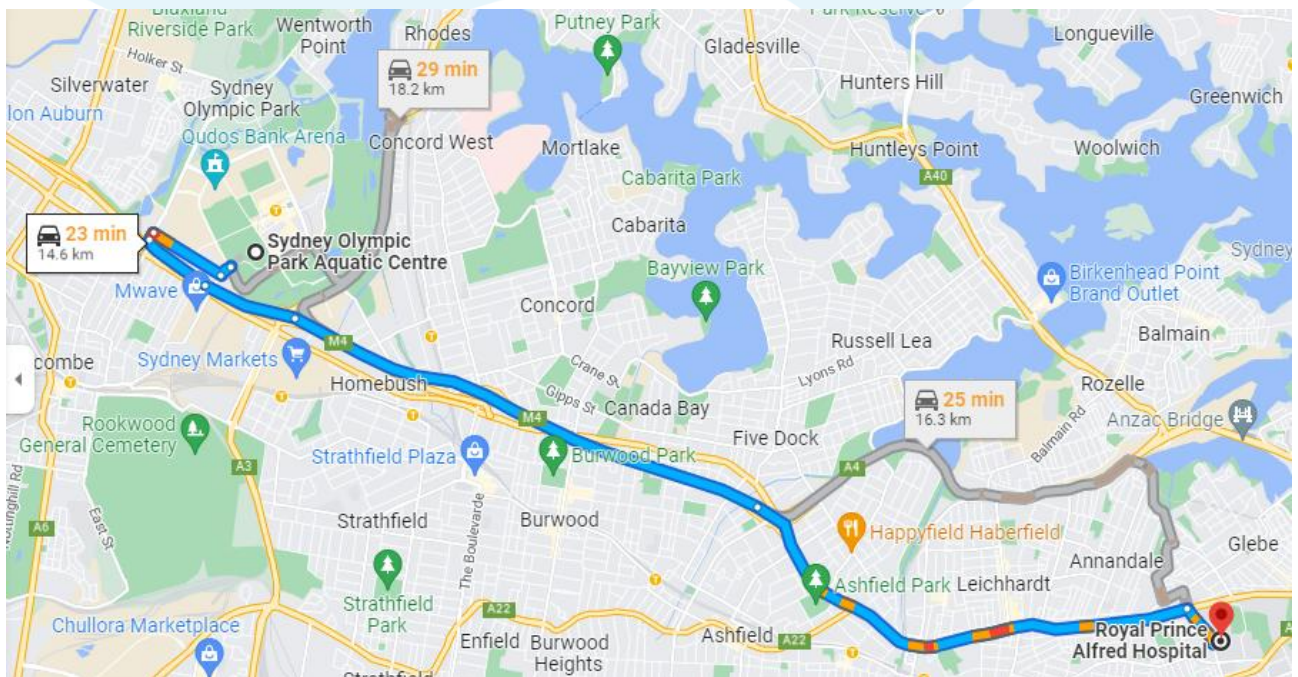 Blaxland
Riverside Park
Wentworth
Point
Rhodes
Putney Park
Gladesville
Park Reserve
Longueville
Holker St
Silverwater
Sydney
Olympic Park
lon Auburn
Qudos Bank Arena
29 min
18.2 km
Concord West
Mortlake
Hunters Hill
Greenwich
Huntleys Point
Woolwich
A40
Cabarita Park
Cabarita
23 min
14.6 km
Sydney Olympic
Park Aquatic Centre
Bayview Park
Sydney
Birkenhead Point
Brand Outlet
Mwave
Concord
Balmain
Russell Lea
combe
Sydney Markets
M4
Homebush
Crane St
Gipps St
Lyons Rd
Canada Bay
25 min
16.3 km
Rozelle
Balmain Rd
Anzac Bridge
Rookwood
General Cemetery
M4
Five Dock
A3
Strathfield Plaza
Burwood Park
A4
Nottinghill Rd
East St
A6
Strathfield
The Boulevarde
Burwood
Happyfield Haberfield
Annandale
Glebe
Ashfield Park
Leichhardt
Strathfield
Park
Chullora Marketplace
A22
Enfield
Burwood
Heights
Ashfield
A22
Royal Prince
Alfred Hospital
Strathfield